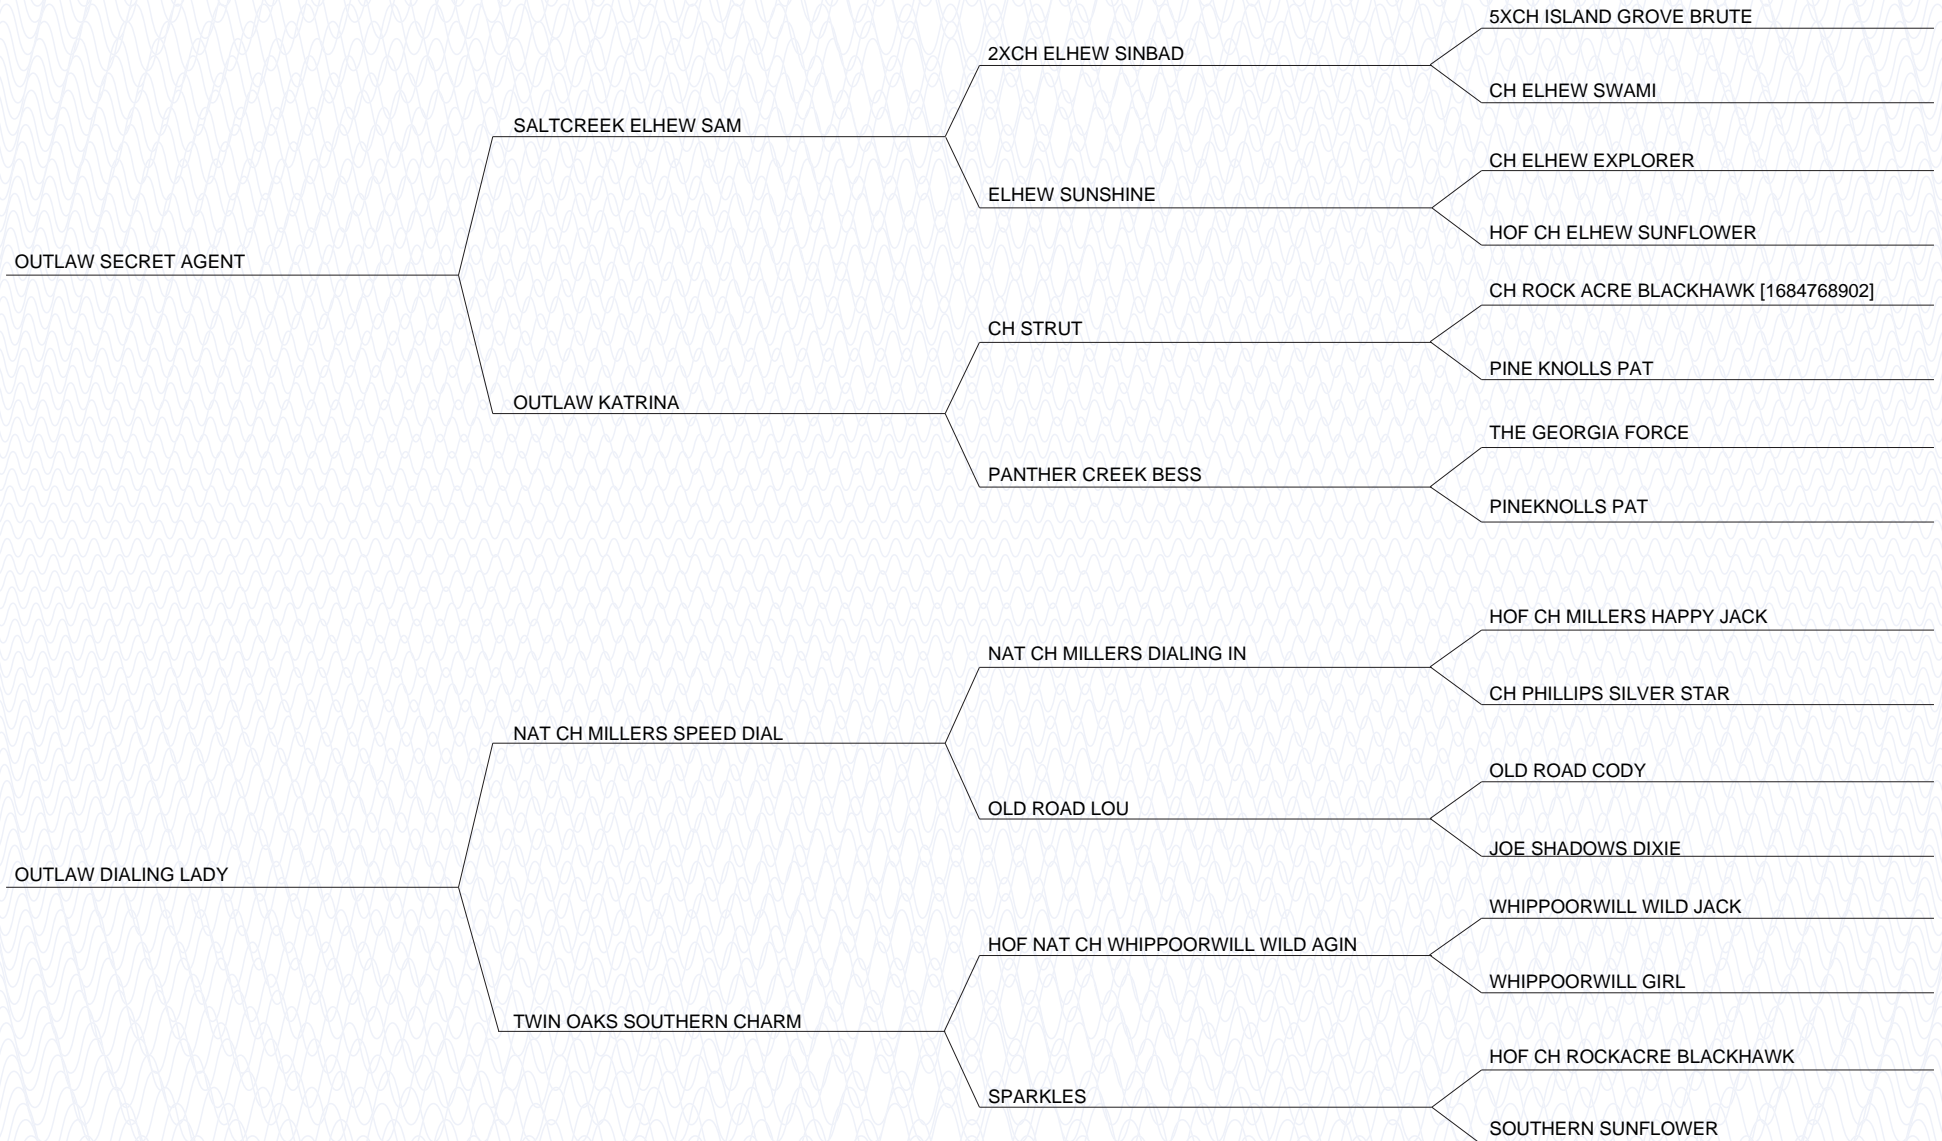 5XCH ISLAND GROVE BRUTE
2XCH ELHEW SINBAD
CH ELHEW SWAMI
SALTCREEK ELHEW SAM
CH ELHEW EXPLORER
ELHEW SUNSHINE
HOF CH ELHEW SUNFLOWER
OUTLAW SECRET AGENT
CH ROCK ACRE BLACKHAWK [1684768902]
CH STRUT
PINE KNOLLS PAT
OUTLAW KATRINA
THE GEORGIA FORCE
PANTHER CREEK BESS
PINEKNOLLS PAT
HOF CH MILLERS HAPPY JACK
NAT CH MILLERS DIALING IN
CH PHILLIPS SILVER STAR
NAT CH MILLERS SPEED DIAL
OLD ROAD CODY
OLD ROAD LOU
JOE SHADOWS DIXIE
OUTLAW DIALING LADY
WHIPPOORWILL WILD JACK
HOF NAT CH WHIPPOORWILL WILD AGIN
WHIPPOORWILL GIRL
TWIN OAKS SOUTHERN CHARM
HOF CH ROCKACRE BLACKHAWK
SPARKLES
SOUTHERN SUNFLOWER